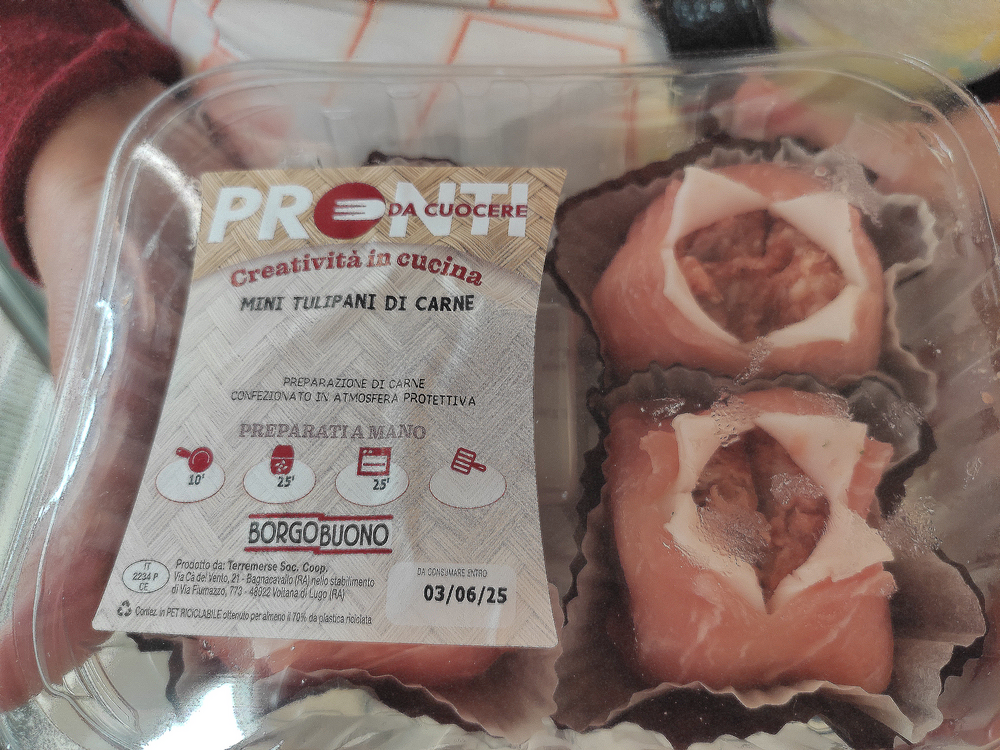 PRONTI
DA CUOCERE
Creatività in cucina
MINI TULIPANI DI CARNE
PREPARAZIONE DI CARNE
CONFEZIONATO IN ATMOSFERA PROTETTIVA
PREPARATI A MANO
10' 25' 25'
BORGOBUONO
IT
2234 P
CE
Prodotto da: Terremerse Soc. Coop.
Via Cà del Vento, 21 - Bagnacavallo (RA) nello stabilimento
di Via Fiumazzo, 773 - 48022 Voltana di Lugo (RA)
Confez. in PET RICICLABILE ottenuto per almeno il 70% da plastica riciclata
DA CONSUMARE ENTRO
03/06/25